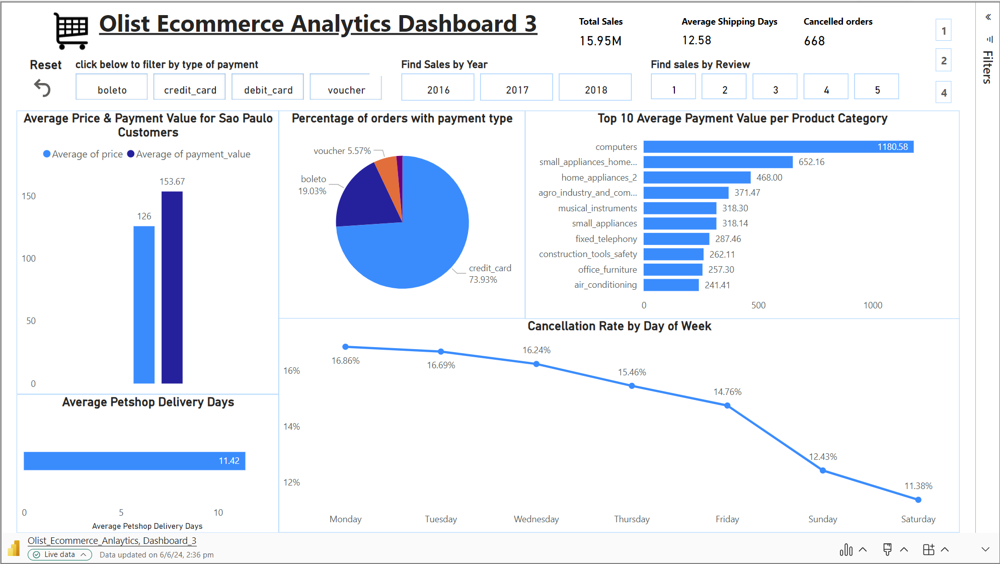 Olist Ecommerce Analytics Dashboard 3
Total Sales
15.95M
Average Shipping Days
12.58
Cancelled orders
668
1
2
4
Filters
Reset
click below to filter by type of payment
boleto
credit_card
debit_card
voucher
Find Sales by Year
2016
2017
2018
Find sales by Review
1
2
3
4
5
Average Price & Payment Value for Sao Paulo
Customers
Average of price
Average of payment_value
150
100
50
0
126
153.67
Percentage of orders with payment type
voucher 5.57%
boleto
19.03%
credit_card
73.93%
Top 10 Average Payment Value per Product Category
computers 1180.58
small_appliances_home... 652.16
home_appliances_2 468.00
agro_industry_and_com... 371.47
musical_instruments 318.30
small_appliances 318.14
fixed_telephony 287.46
construction_tools_safety 262.11
office_furniture 257.30
air_conditioning 241.41
0 500 1000
Average Petshop Delivery Days
11.42
0 5 10
Average Petshop Delivery Days
Cancellation Rate by Day of Week
16%
14%
12%
16.86%
16.69%
16.24%
15.46%
14.76%
12.43%
11.38%
Monday Tuesday Wednesday Thursday Friday Sunday Saturday
Olist_Ecommerce_Anlaytics, Dashboard_3
Live data
Data updated on 6/6/24, 2:36 pm